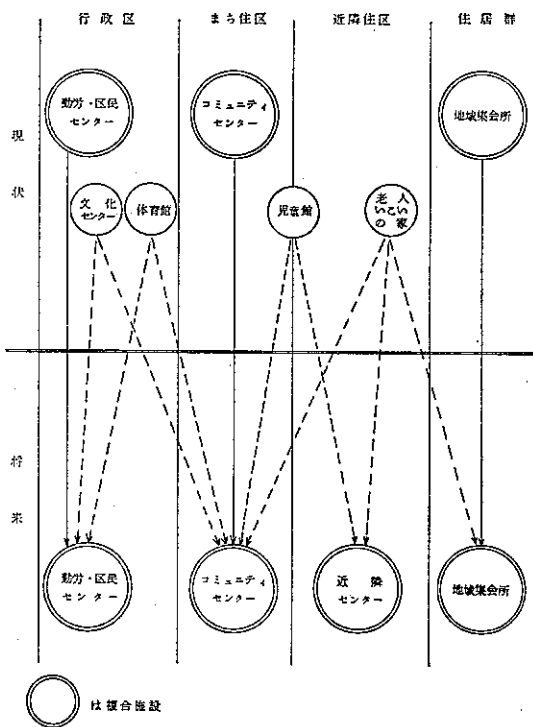 行政区
まち住区
近隣住区
住居群
現状
勤労・区民
センター
コミュニティ
センター
地域集会所
文化
センター
体育館
児童館
老人
いこい
の家
将来
勤労・区民
センター
コミュニティ
センター
近隣
センター
地域集会所
は複合施設